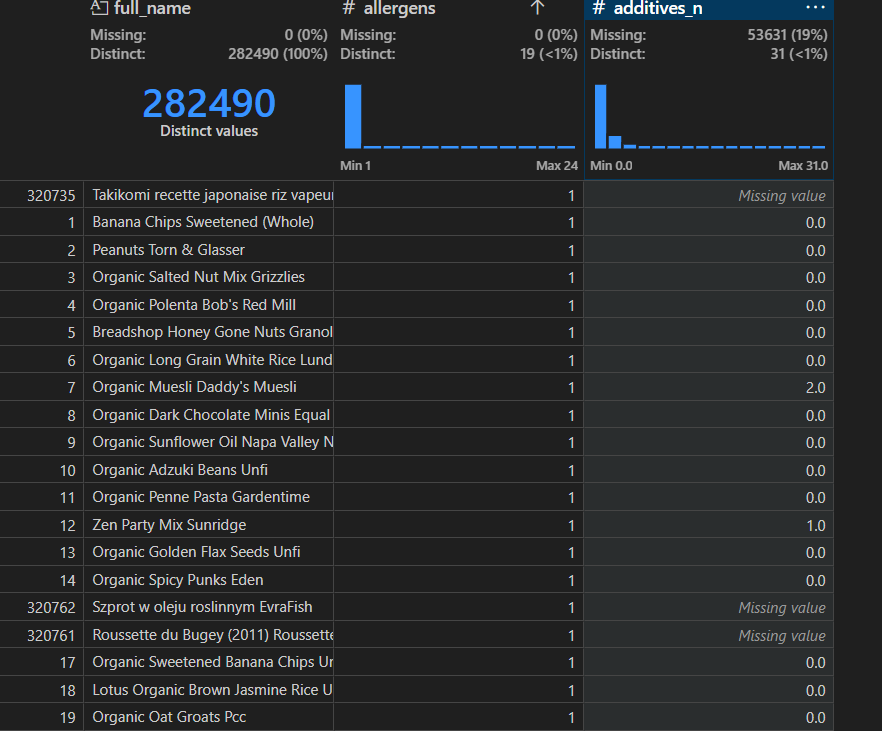 full_name # allergens ↑ # additives_n ...
Missing: 0 (0%) Missing: 0 (0%) Missing: 53631 (19%)
Distinct: 282490 (100%) Distinct: 19 (<1%) Distinct: 31 (<1%)
282490
Distinct values
Min 1 Max 24 Min 0.0 Max 31.0
320735 Takikomi recette japonaise riz vapeur 1 Missing value
1 Banana Chips Sweetened (Whole) 1 0.0
2 Peanuts Torn & Glasser 1 0.0
3 Organic Salted Nut Mix Grizzlies 1 0.0
4 Organic Polenta Bob's Red Mill 1 0.0
5 Breadshop Honey Gone Nuts Granol 1 0.0
6 Organic Long Grain White Rice Lund 1 0.0
7 Organic Muesli Daddy's Muesli 1 2.0
8 Organic Dark Chocolate Minis Equal 1 0.0
9 Organic Sunflower Oil Napa Valley N 1 0.0
10 Organic Adzuki Beans Unfi 1 0.0
11 Organic Penne Pasta Gardentime 1 0.0
12 Zen Party Mix Sunridge 1 1.0
13 Organic Golden Flax Seeds Unfi 1 0.0
14 Organic Spicy Punks Eden 1 0.0
320762 Szprot w oleju roslinnym EvraFish 1 Missing value
320761 Roussette du Bugey (2011) Roussette 1 Missing value
17 Organic Sweetened Banana Chips Un 1 0.0
18 Lotus Organic Brown Jasmine Rice U 1 0.0
19 Organic Oat Groats Pcc 1 0.0